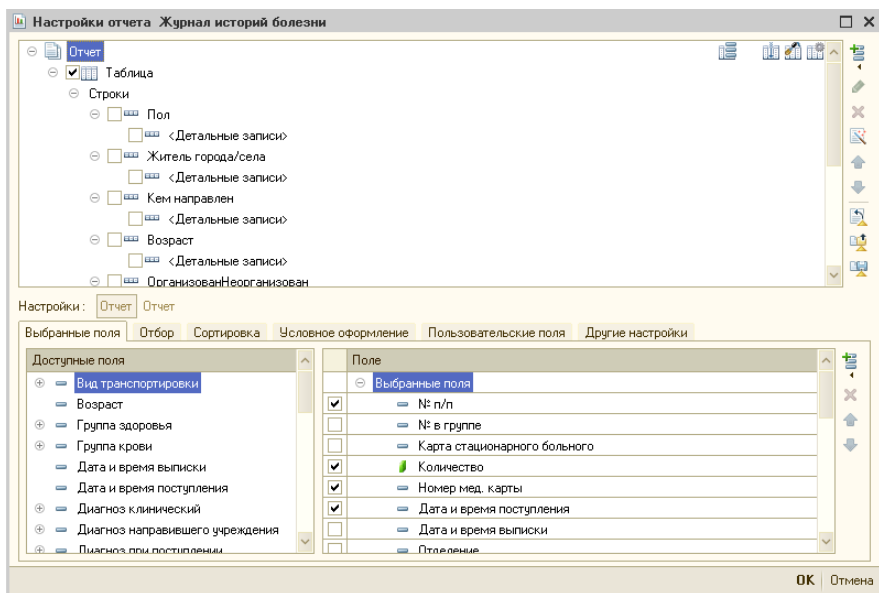 Настройки отчета Журнал историй болезни
Отчет
Таблица
Строки
Пол
<Детальные записи>
Житель города/села
<Детальные записи>
Кем направлен
<Детальные записи>
Возраст
<Детальные записи>
ОрганизованНеорганизован
Настройки: Отчет Отчет
Выбранные поля Отбор Сортировка Условное оформление Пользовательские поля Другие настройки
Доступные поля
Вид транспортировки
Возраст
Группа здоровья
Группа крови
Дата и время выписки
Дата и время поступления
Диагноз клинический
Диагноз направившего учреждения
Диагноз при поступлении
Поле
Выбранные поля
№ п/п
№ в группе
Карта стационарного больного
Количество
Номер мед. карты
Дата и время поступления
Дата и время выписки
Отделение
OK Отмена